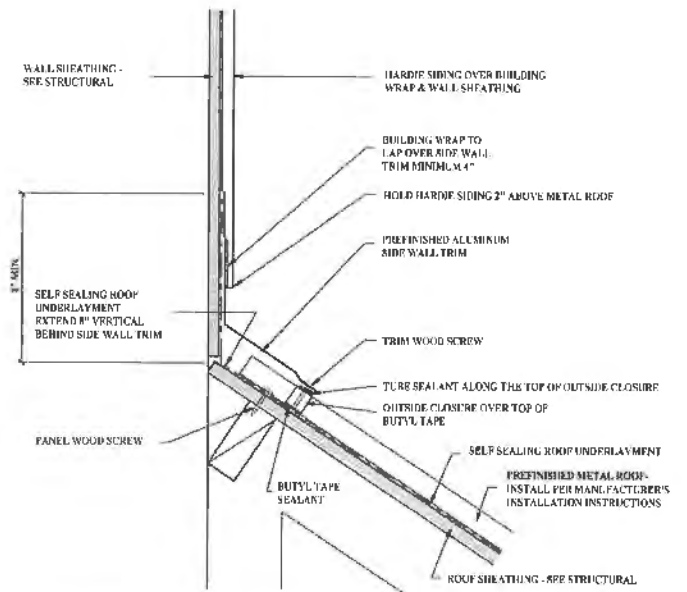 WALL SHEATHING -
SEE STRUCTURAL
HARDIE SIDING OVER BUILDING
WRAP & WALL SHEATHING
BUILDING WRAP TO
LAP OVER SIDE WALL
TRIM MINIMUM 4"
HOLD HARDIE SIDING 2" ABOVE METAL ROOF
PREFINISHED ALUMINUM
SIDE WALL TRIM
8" MIN.
SELF SEALING ROOF
UNDERLAYMENT
EXTEND 8" VERTICAL
BEHIND SIDE WALL TRIM
TRIM WOOD SCREW
TUBE SEALANT ALONG THE TOP OF OUTSIDE CLOSURE
OUTSIDE CLOSURE OVER TOP OF
BUTYL TAPE
PANEL WOOD SCREW
SELF SEALING ROOF UNDERLAYMENT
BUTYL TAPE
SEALANT
PREFINISHED METAL ROOF-
INSTALL PER MANUFACTURER'S
INSTALLATION INSTRUCTIONS
ROOF SHEATHING - SEE STRUCTURAL